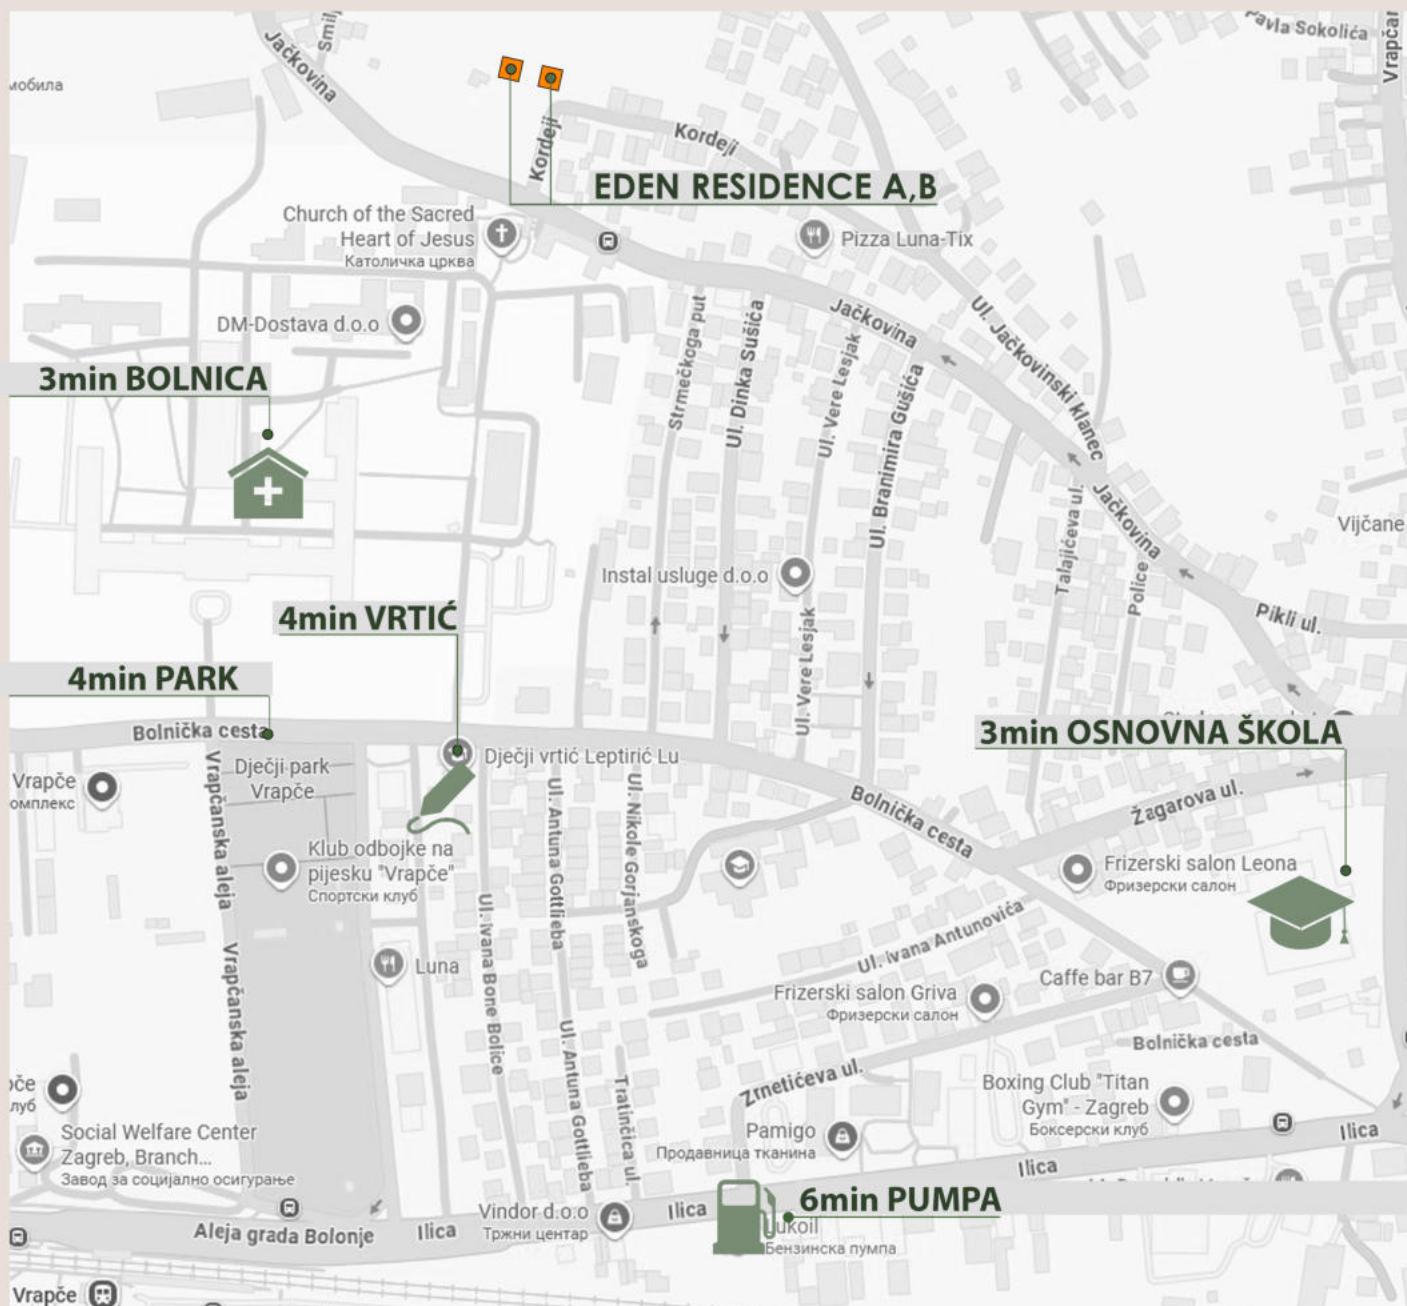 Pavla Sokolića
Jačkovina
Kordeji
Kordeji
EDEN RESIDENCE A,B
Church of the Sacred
Heart of Jesus
Католичка црква
Pizza Luna-Tix
DM-Dostava d.o.o
Strmečkoga put
Ul. Dinka Sušića
Jačkovina
Ul. Vere Lesjak
Ul. Branimira Gušića
Ul. Jačkovinski klanec
3min BOLNICA
Jačkovina
Talajićeva ul.
Police
Vijčane
Instal usluge d.o.o
4min VRTIĆ
Ul. Vere Lesjak
Pikli ul.
4min PARK
Bolnička cesta
3min OSNOVNA ŠKOLA
Dječji vrtić Leptirić Lu
Vrapče
Dječji park
Vrapče
Vrapčanska aleja
Ul. Antuna Gottlieba
Ul. Nikole Gorjanskoga
Bolnička cesta
Žagarova ul.
Klub odbojke na
pijesku "Vrapče"
Спортски клуб
Frizerski salon Leona
Фризерски салон
Ul. Ivana Bone Bolice
Ul. Ivana Antunovića
Vrapčanska aleja
Luna
Caffe bar B7
Frizerski salon Griva
Фризерски салон
Bolnička cesta
Ul. Antuna Gottlieba
Tratinčica ul.
Zrnetićeva ul.
Boxing Club "Titan
Gym" - Zagreb
Боксерски клуб
Social Welfare Center
Zagreb, Branch...
Завод за социјално осигурање
Pamigo
Продавница тканина
Ilica
Ilica
6min PUMPA
Vindor d.o.o
Тржни центар
Ilica
Lukoil
Бензинска пумпа
Aleja grada Bolonje
Ilica
Vrapče